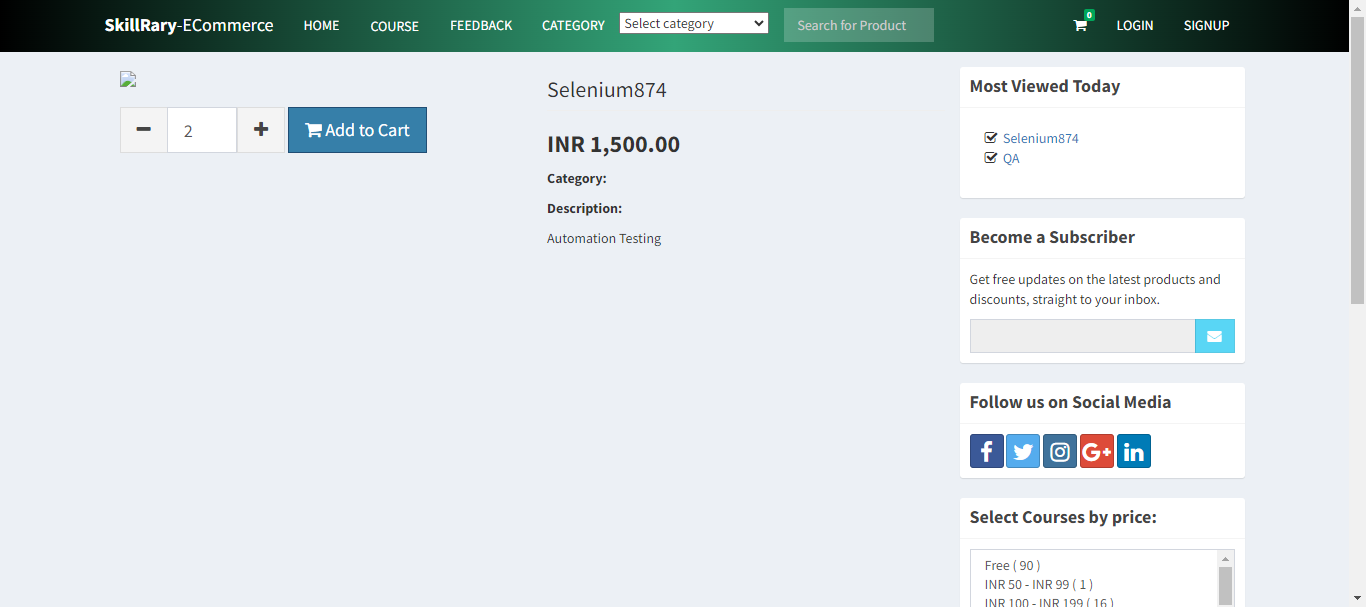 SkillRary-ECommerce HOME COURSE FEEDBACK CATEGORY Select category Search for Product 0 LOGIN SIGNUP
2 Add to Cart
Selenium874
INR 1,500.00
Category:
Description:
Automation Testing
Most Viewed Today
Selenium874
QA
Become a Subscriber
Get free updates on the latest products and
discounts, straight to your inbox.
Follow us on Social Media
Select Courses by price:
Free ( 90 )
INR 50 - INR 99 ( 1 )
INR 100 - INR 199 ( 16 )